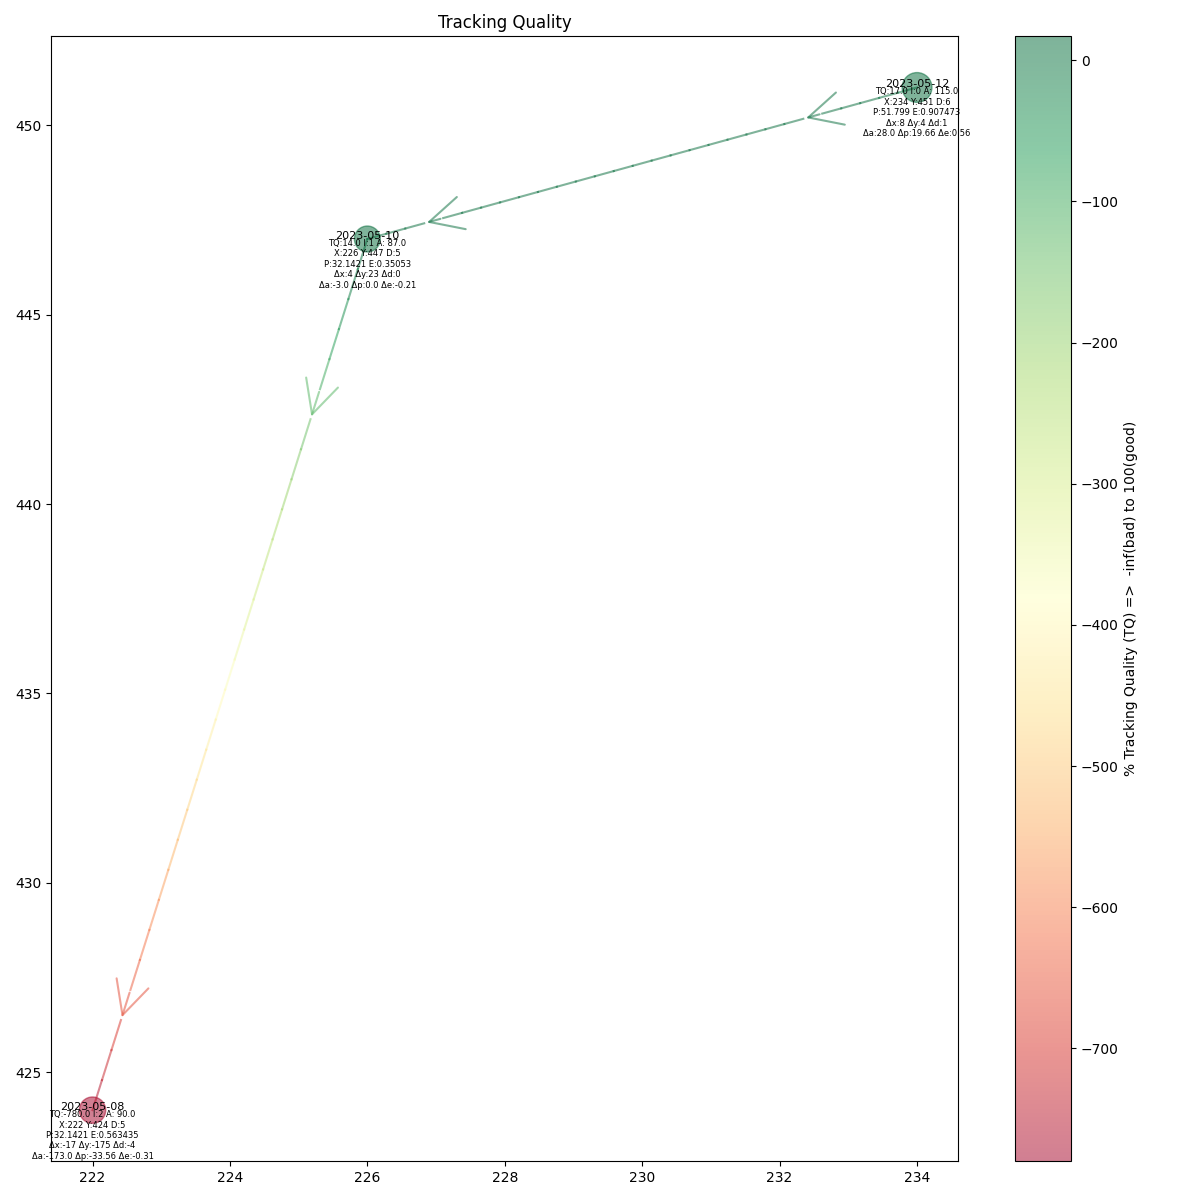 Tracking Quality
2023-05-12
TQ:17.0 I:0 A: 115.0
X:234 Y:451 D:6
P:51.799 E:0.907473
Δx:8 Δy:4 Δd:1
Δa:28.0 Δp:19.66 Δe:0.56
2023-05-10
TQ:14.0 I:1 A: 87.0
X:226 Y:447 D:5
P:32.1421 E:0.35053
Δx:4 Δy:23 Δd:0
Δa:-3.0 Δp:0.0 Δe:-0.21
2023-05-08
TQ:-780.0 I:2 A: 90.0
X:222 Y:424 D:5
P:32.1421 E:0.563435
Δx:-17 Δy:-175 Δd:-4
Δa:-173.0 Δp:-33.56 Δe:-0.31
450
445
440
435
430
425
222
224
226
228
230
232
234
0
−100
−200
−300
−400
−500
−600
−700
% Tracking Quality (TQ) =>  -inf(bad) to 100(good)